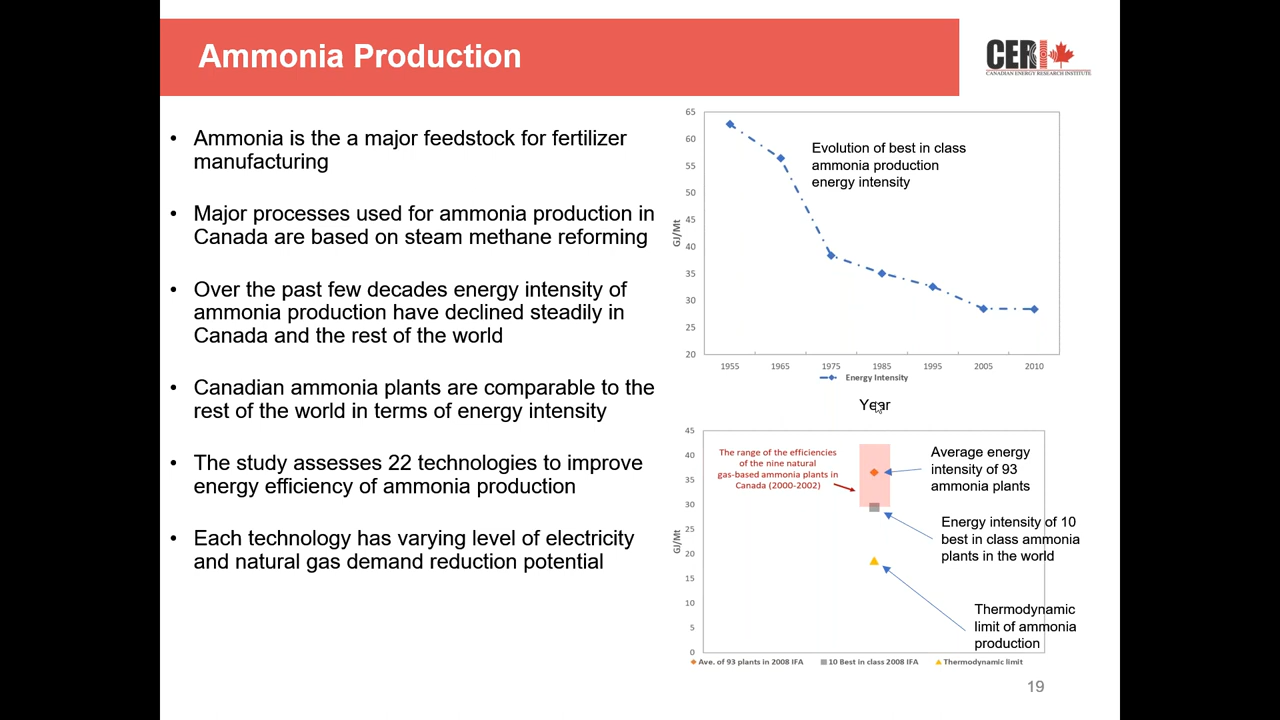 Ammonia Production
CERI
CANADIAN ENERGY RESEARCH INSTITUTE
• Ammonia is the a major feedstock for fertilizer
manufacturing
• Major processes used for ammonia production in
Canada are based on steam methane reforming
• Over the past few decades energy intensity of
ammonia production have declined steadily in
Canada and the rest of the world
• Canadian ammonia plants are comparable to the
rest of the world in terms of energy intensity
• The study assesses 22 technologies to improve
energy efficiency of ammonia production
• Each technology has varying level of electricity
and natural gas demand reduction potential
65
60
55
50
45
40
35
30
25
20
GJ/Mt
Evolution of best in class
ammonia production
energy intensity
1955 1965 1975 1985 1995 2005 2010
Energy Intensity
Year
45
40
35
30
25
20
15
10
5
0
GJ/Mt
The range of the efficiencies
of the nine natural
gas-based ammonia plants in
Canada (2000-2002)
Average energy
intensity of 93
ammonia plants
Energy intensity of 10
best in class ammonia
plants in the world
Thermodynamic
limit of ammonia
production
Ave. of 93 plants in 2008 IFA 10 Best in class 2008 IFA Thermodynamic limit
19